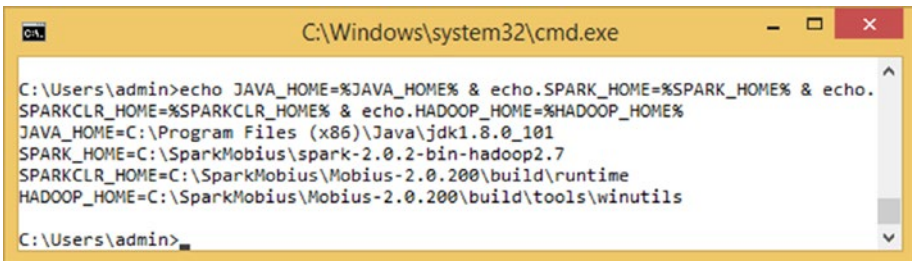 C:\Windows\system32\cmd.exe
C:\Users\admin>echo JAVA_HOME=%JAVA_HOME% & echo.SPARK_HOME=%SPARK_HOME% & echo.
SPARKCLR_HOME=%SPARKCLR_HOME% & echo.HADOOP_HOME=%HADOOP_HOME%
JAVA_HOME=C:\Program Files (x86)\Java\jdk1.8.0_101
SPARK_HOME=C:\SparkMobius\spark-2.0.2-bin-hadoop2.7
SPARKCLR_HOME=C:\SparkMobius\Mobius-2.0.200\build\runtime
HADOOP_HOME=C:\SparkMobius\Mobius-2.0.200\build\tools\winutils
C:\Users\admin>